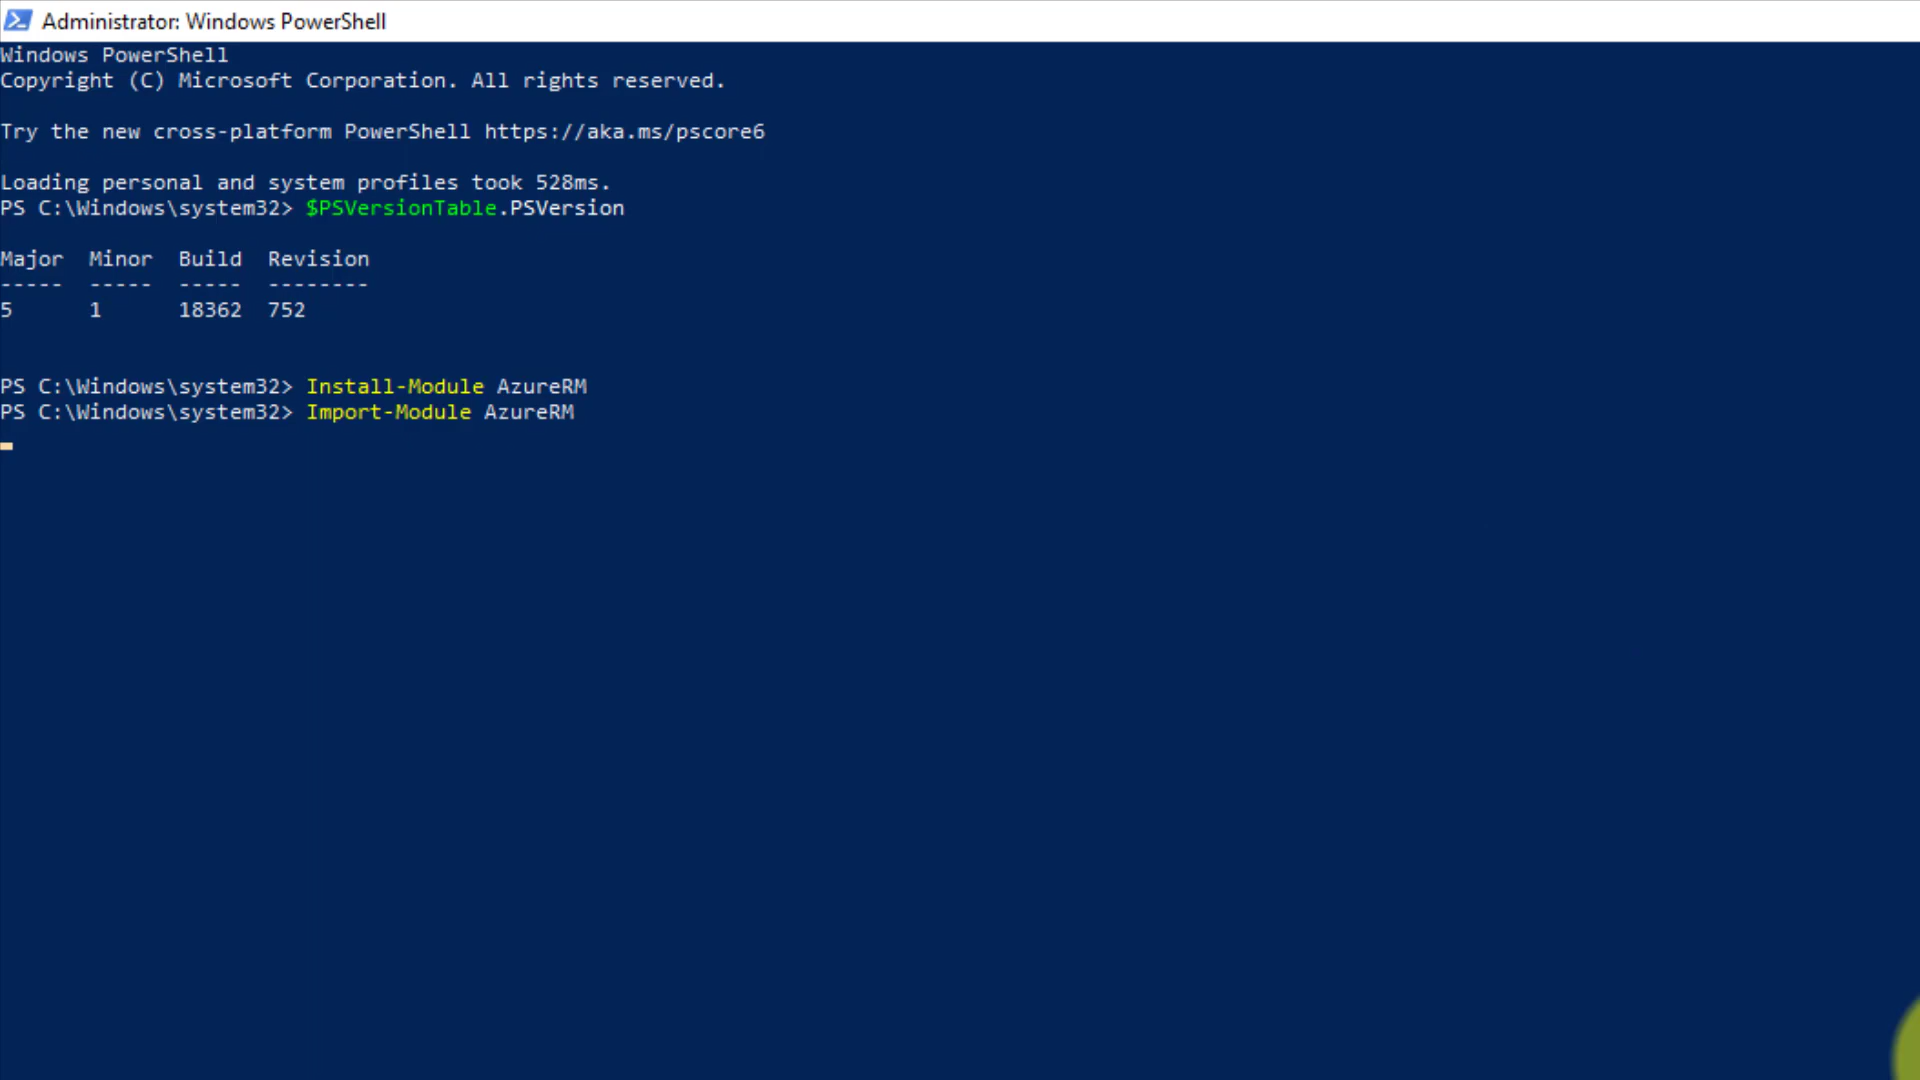 Administrator: Windows PowerShell
Windows PowerShell
Copyright (C) Microsoft Corporation. All rights reserved.
Try the new cross-platform PowerShell https://aka.ms/pscore6
Loading personal and system profiles took 528ms.
PS C:\Windows\system32> $PSVersionTable.PSVersion
Major  Minor  Build  Revision
-----  -----  -----  --------
5      1      18362  752
PS C:\Windows\system32> Install-Module AzureRM
PS C:\Windows\system32> Import-Module AzureRM